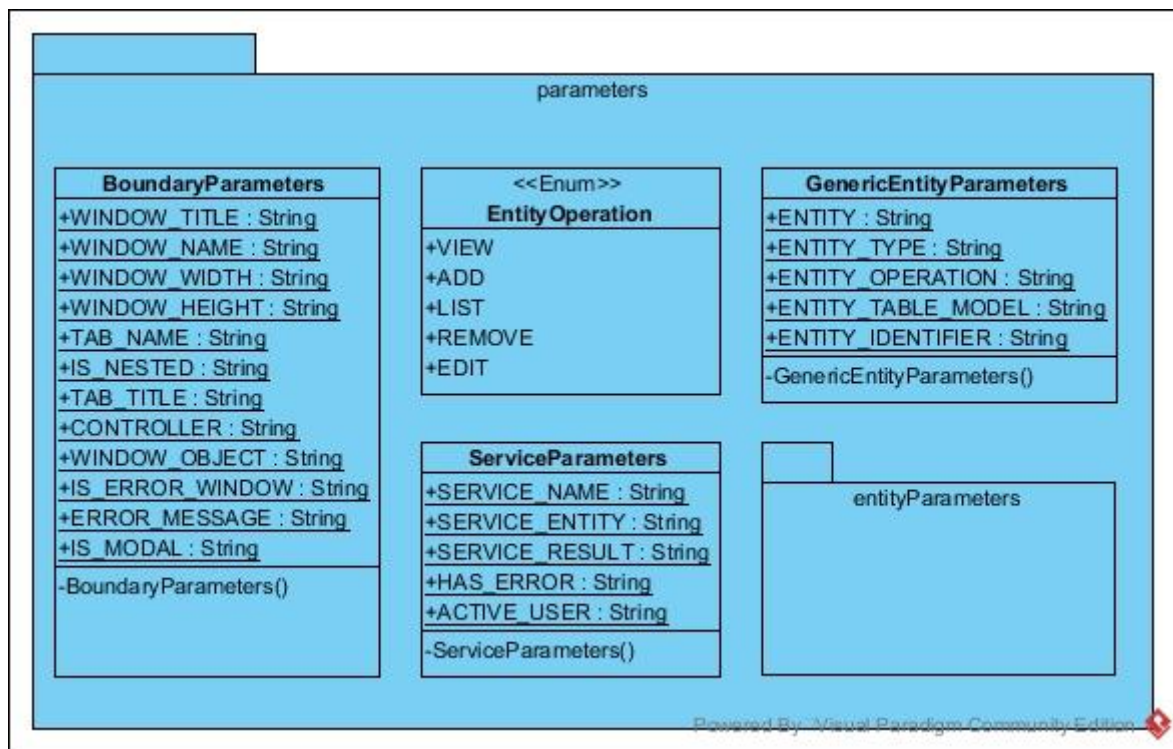 parameters
BoundaryParameters
+WINDOW_TITLE : String
+WINDOW_NAME : String
+WINDOW_WIDTH : String
+WINDOW_HEIGHT : String
+TAB_NAME : String
+IS_NESTED : String
+TAB_TITLE : String
+CONTROLLER : String
+WINDOW_OBJECT : String
+IS_ERROR_WINDOW : String
+ERROR_MESSAGE : String
+IS_MODAL : String
-BoundaryParameters()
<<Enum>>
EntityOperation
+VIEW
+ADD
+LIST
+REMOVE
+EDIT
GenericEntityParameters
+ENTITY : String
+ENTITY_TYPE : String
+ENTITY_OPERATION : String
+ENTITY_TABLE_MODEL : String
+ENTITY_IDENTIFIER : String
-GenericEntityParameters()
ServiceParameters
+SERVICE_NAME : String
+SERVICE_ENTITY : String
+SERVICE_RESULT : String
+HAS_ERROR : String
+ACTIVE_USER : String
-ServiceParameters()
entityParameters
Powered By Visual Paradigm Community Edition